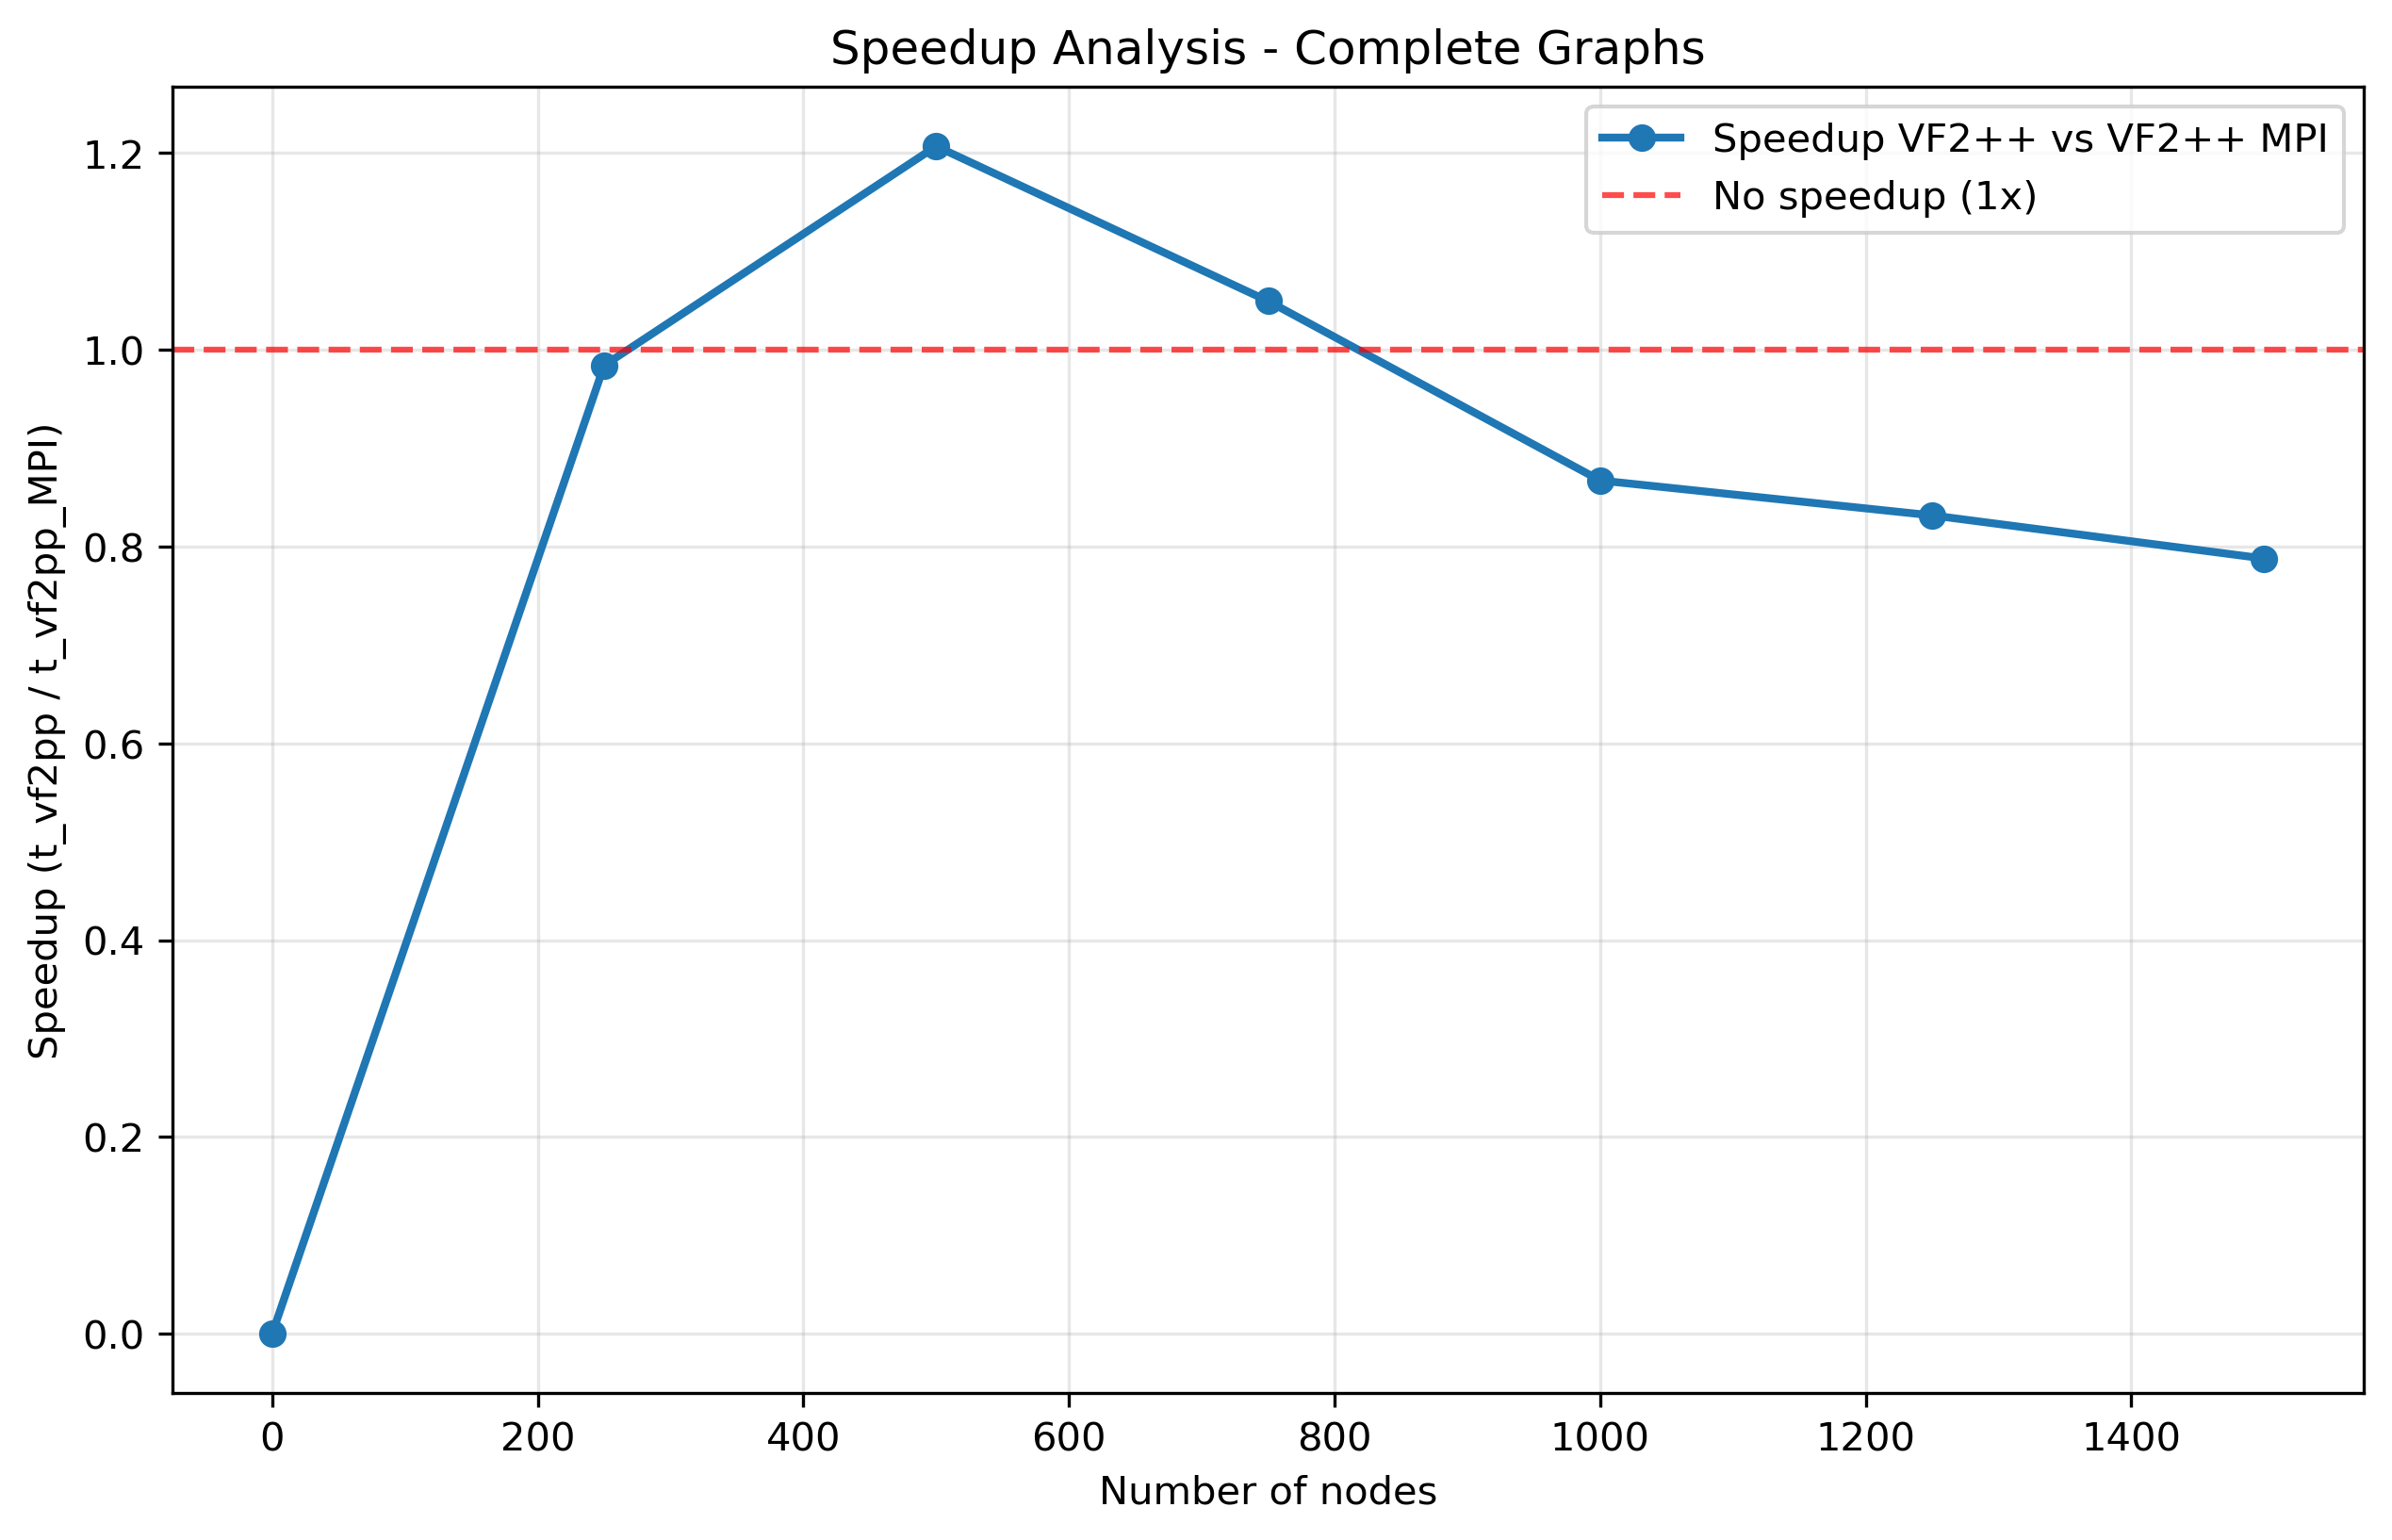 Speedup Analysis - Complete Graphs
Speedup VF2++ vs VF2++ MPI
No speedup (1x)
Speedup (t_vf2pp / t_vf2pp_MPI)
1.2
1.0
0.8
0.6
0.4
0.2
0.0
0 200 400 600 800 1000 1200 1400
Number of nodes